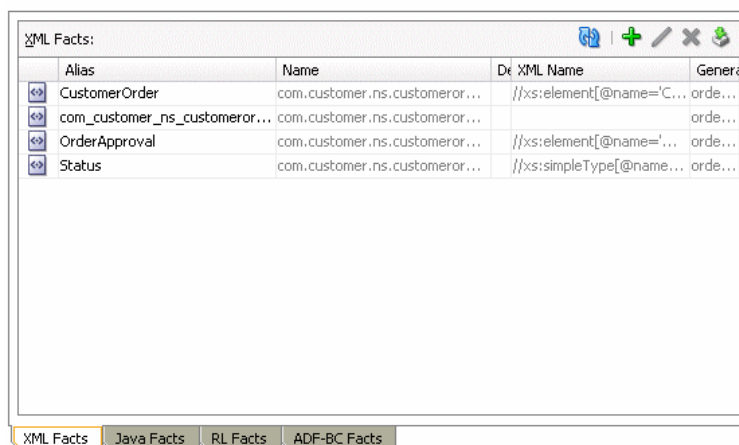 XML Facts:
Alias Name De XML Name Genera
CustomerOrder com.customer.ns.customeror... //xs:element[@name='C... orde...
com_customer_ns_customeror... com.customer.ns.customeror... orde...
OrderApproval com.customer.ns.customeror... //xs:element[@name='... orde...
Status com.customer.ns.customeror... //xs:simpleType[@name... orde...
XML Facts Java Facts RL Facts ADF-BC Facts